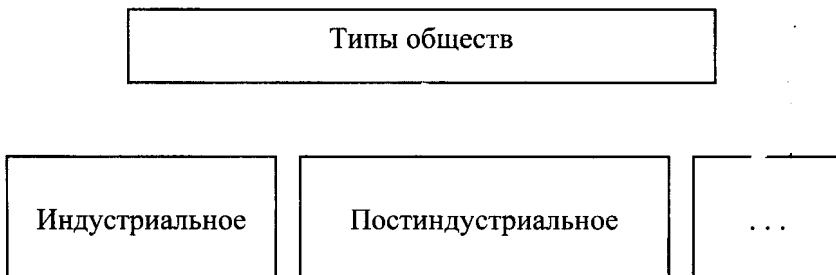 Типы обществ
Индустриальное
Постиндустриальное
...